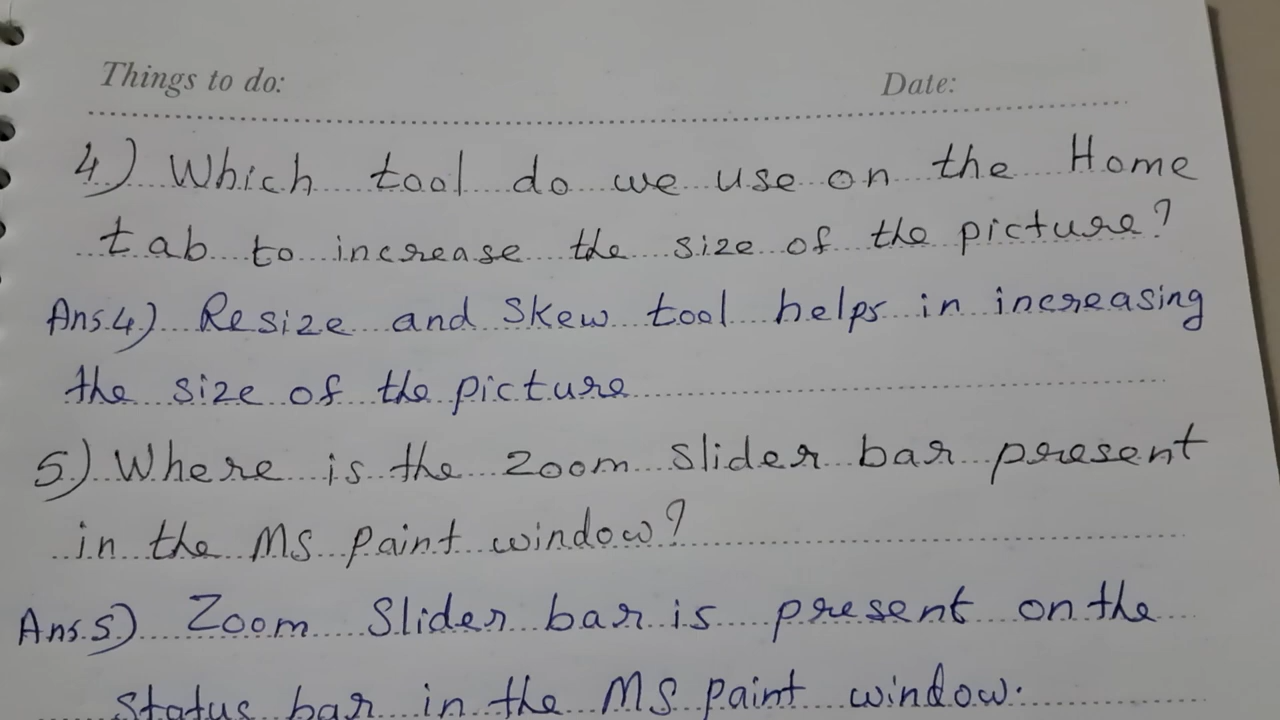 Things to do: Date:
4) Which tool do we use on the Home
tab to increase the size of the picture?
Ans.4) Resize and Skew tool helps in increasing
the size of the picture
5) Where is the zoom slider bar present
in the MS paint window?
Ans.5) Zoom Slider bar is present on the
status bar in the MS paint window.